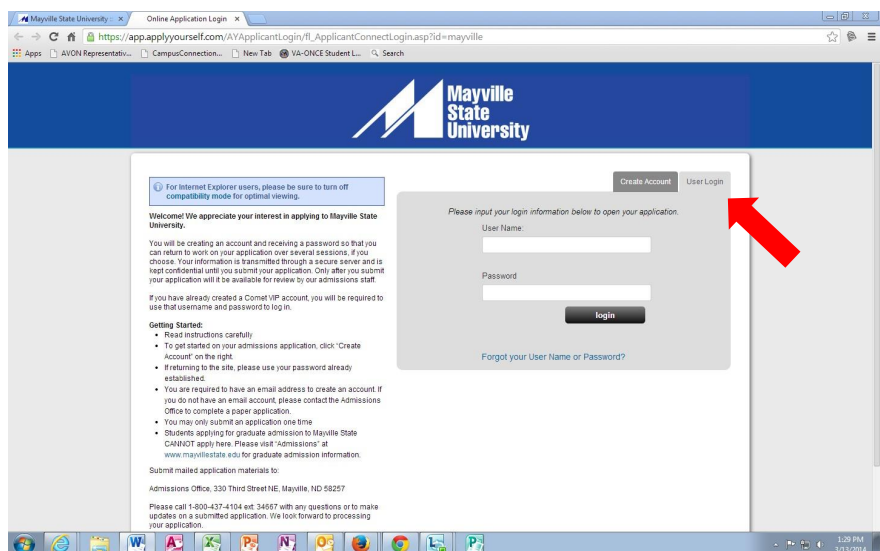 Mayville State University ::
Online Application Login
https://app.applyyourself.com/AYApplicantLogin/fl_ApplicantConnectLogin.asp?id=mayville
Apps AVON Representativ... CampusConnection... New Tab VA-ONCE Student L... Search
Mayville
State
University
Create Account User Login
For Internet Explorer users, please be sure to turn off
compatibility mode for optimal viewing.
Welcome! We appreciate your interest in applying to Mayville State
University.
You will be creating an account and receiving a password so that you
can return to work on your application over several sessions, if you
choose. Your information is transmitted through a secure server and is
kept confidential until you submit your application. Only after you submit
your application will it be available for review by our admissions staff.
If you have already created a Comet VIP account, you will be required to
use that username and password to log in.
Getting Started:
• Read instructions carefully
• To get started on your admissions application, click "Create
Account" on the right.
• If returning to the site, please use your password already
established.
• You are required to have an email address to create an account. If
you do not have an email account, please contact the Admissions
Office to complete a paper application.
• You may only submit an application one time
• Students applying for graduate admission to Mayville State
CANNOT apply here. Please visit "Admissions" at
www.mayvillestate.edu for graduate admission information.
Submit mailed application materials to:
Admissions Office, 330 Third Street NE, Mayville, ND 58257
Please call 1-800-437-4104 ext: 34667 with any questions or to make
updates on a submitted application. We look forward to processing
your application.
Please input your login information below to open your application.
User Name:
Password
login
Forgot your User Name or Password?
1:29 PM
3/13/2014